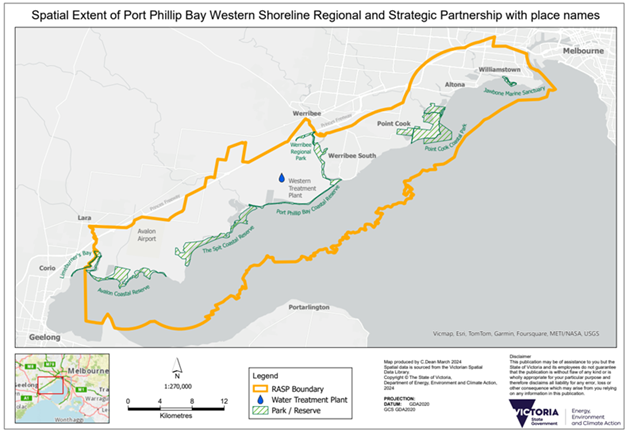 Spatial Extent of Port Phillip Bay Western Shoreline Regional and Strategic Partnership with place names
Melbourne
Williamstown
Altona
Jawbone Marine Sanctuary
Werribee
Princes Freeway
Point Cook
Point Cook Coastal Park
Werribee
Regional
Park
Werribee South
Western
Treatment
Plant
Port Phillip Bay Coastal Reserve
Princes Freeway
Lara
Avalon
Airport
The Spit Coastal Reserve
Limeburner's Bay
Corio
Avalon Coastal Reserve
Portarlington
Geelong
Vicmap, Esri, TomTom, Garmin, Foursquare, METI/NASA, USGS
Melbourne
Geelong
Warraga
Wonthaggi
N
1:270,000
0 2 4 8 12
Kilometres
Legend
RASP Boundary
Water Treatment Plant
Park / Reserve
Map produced by C.Dean March 2024
Spatial data is sourced from the Victorian Spatial
Data Library.
Copyright © The State of Victoria,
Department of Energy, Environment and Climate Action,
2024
PROJECTION:
DATUM: GDA2020
GCS GDA2020
Disclaimer
This publication may be of assistance to you but the
State of Victoria and its employees do not guarantee
that the publication is without flaw of any kind or is
wholly appropriate for your particular purpose and
therefore disclaims all liability for any error, loss or
other consequence which may arise from you relying
on any information in this publication.
VICTORIA
State
Government
Energy,
Environment
and Climate Action